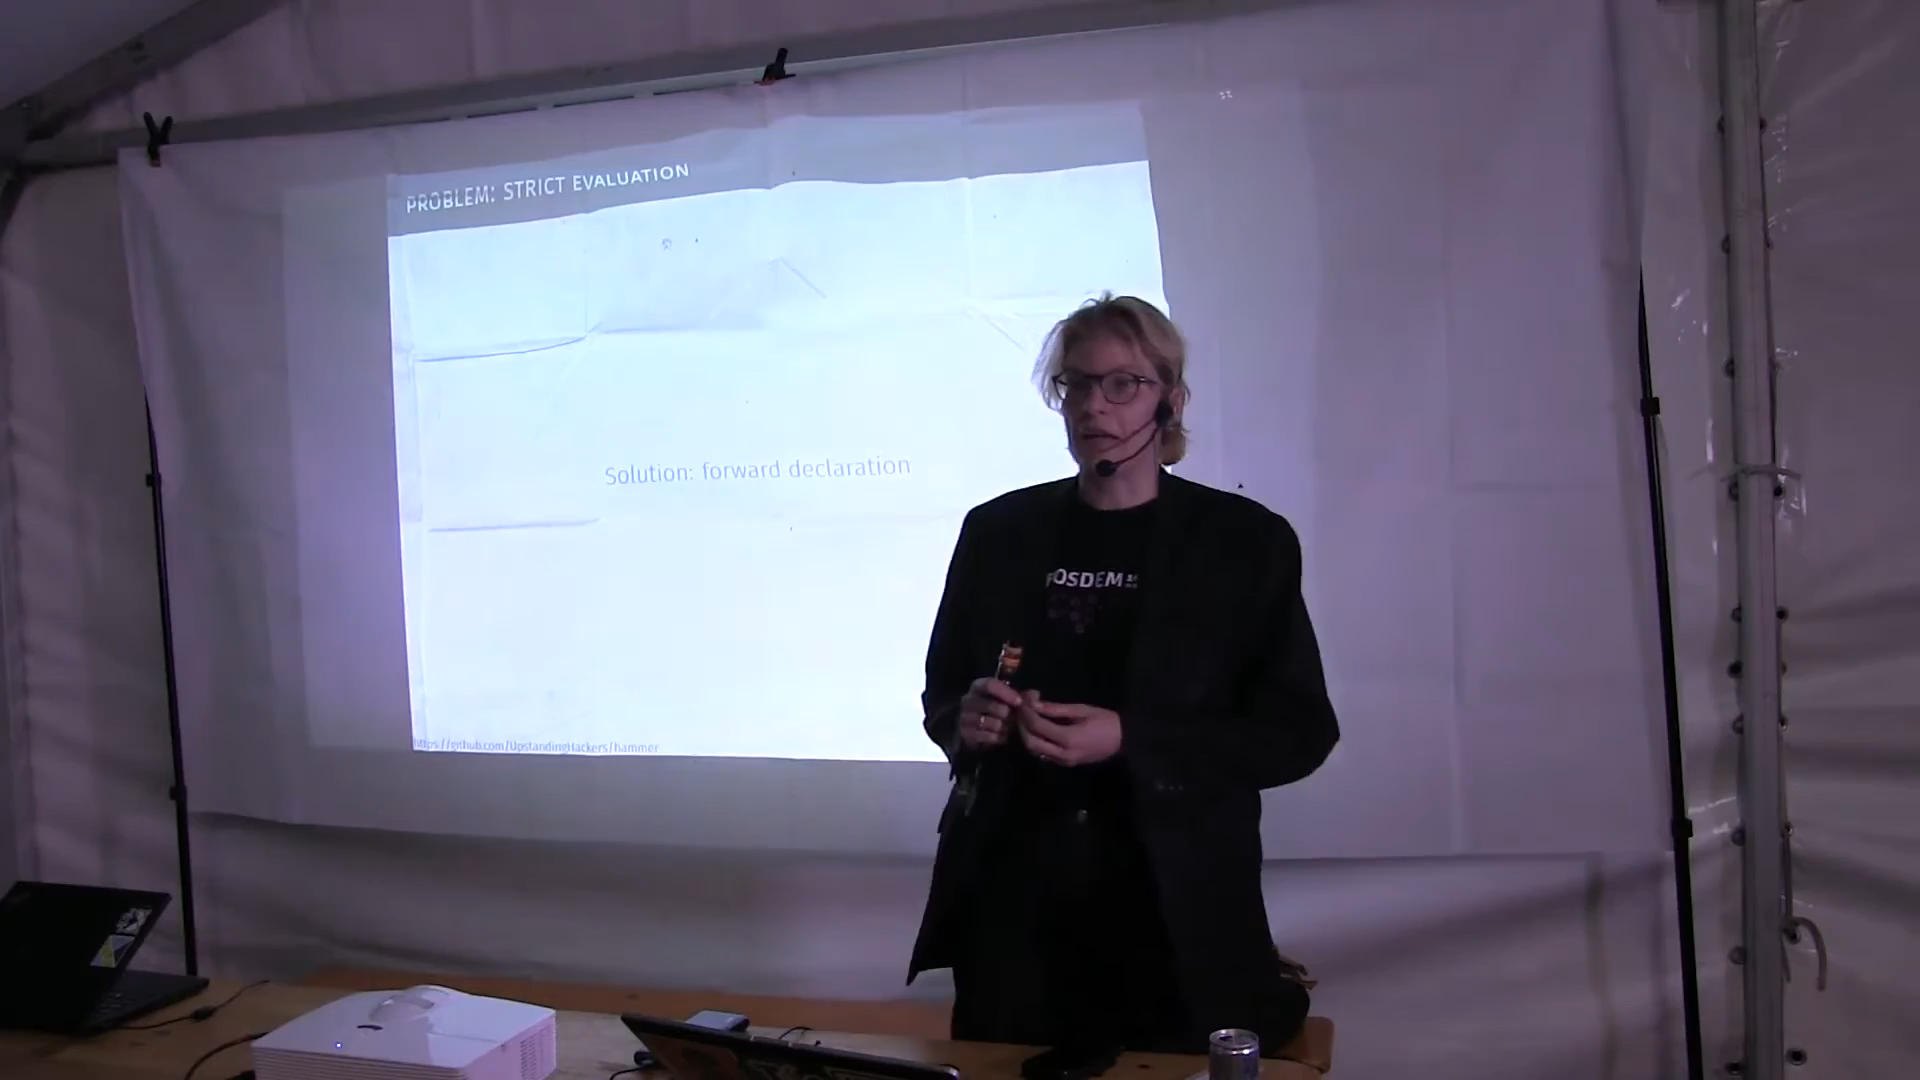 PROBLEM: STRICT EVALUATION
Solution: forward declaration
https://github.com/UpstandingHackers/hammer
FOSDEM